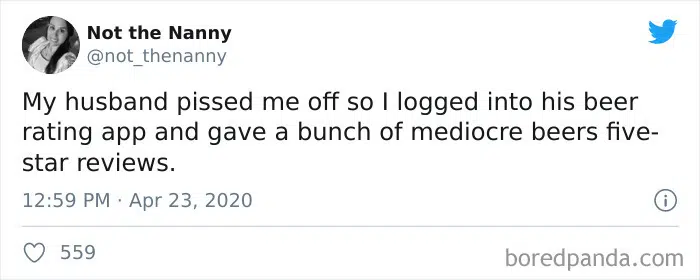 Not the Nanny
@not_thenanny
My husband pissed me off so I logged into his beer
rating app and gave a bunch of mediocre beers five-
star reviews.
12:59 PM · Apr 23, 2020
559
boredpanda.com